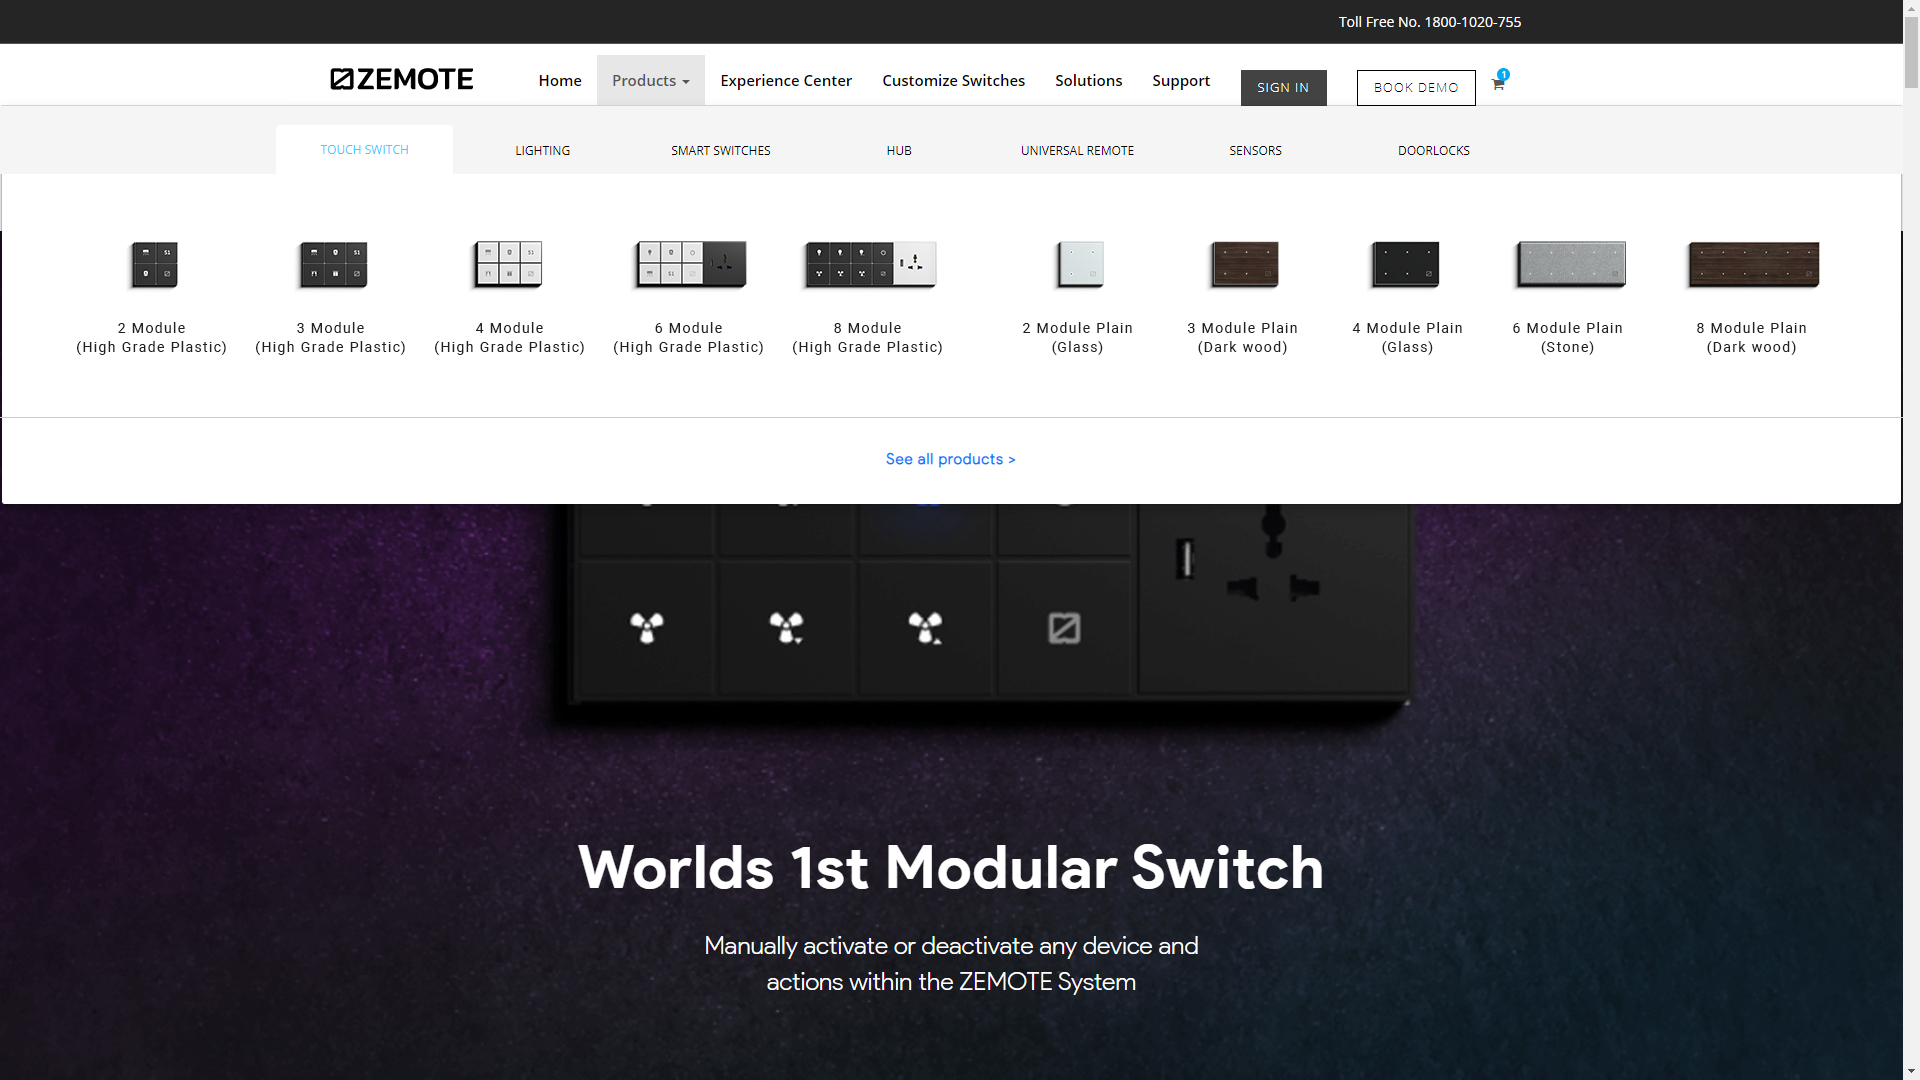 Toll Free No. 1800-1020-755
ZEMOTE
Home
Products
Experience Center
Customize Switches
Solutions
Support
SIGN IN
BOOK DEMO
1
TOUCH SWITCH
LIGHTING
SMART SWITCHES
HUB
UNIVERSAL REMOTE
SENSORS
DOORLOCKS
2 Module
(High Grade Plastic)
3 Module
(High Grade Plastic)
4 Module
(High Grade Plastic)
6 Module
(High Grade Plastic)
8 Module
(High Grade Plastic)
2 Module Plain
(Glass)
3 Module Plain
(Dark wood)
4 Module Plain
(Glass)
6 Module Plain
(Stone)
8 Module Plain
(Dark wood)
See all products >
Worlds 1st Modular Switch
Manually activate or deactivate any device and
actions within the ZEMOTE System